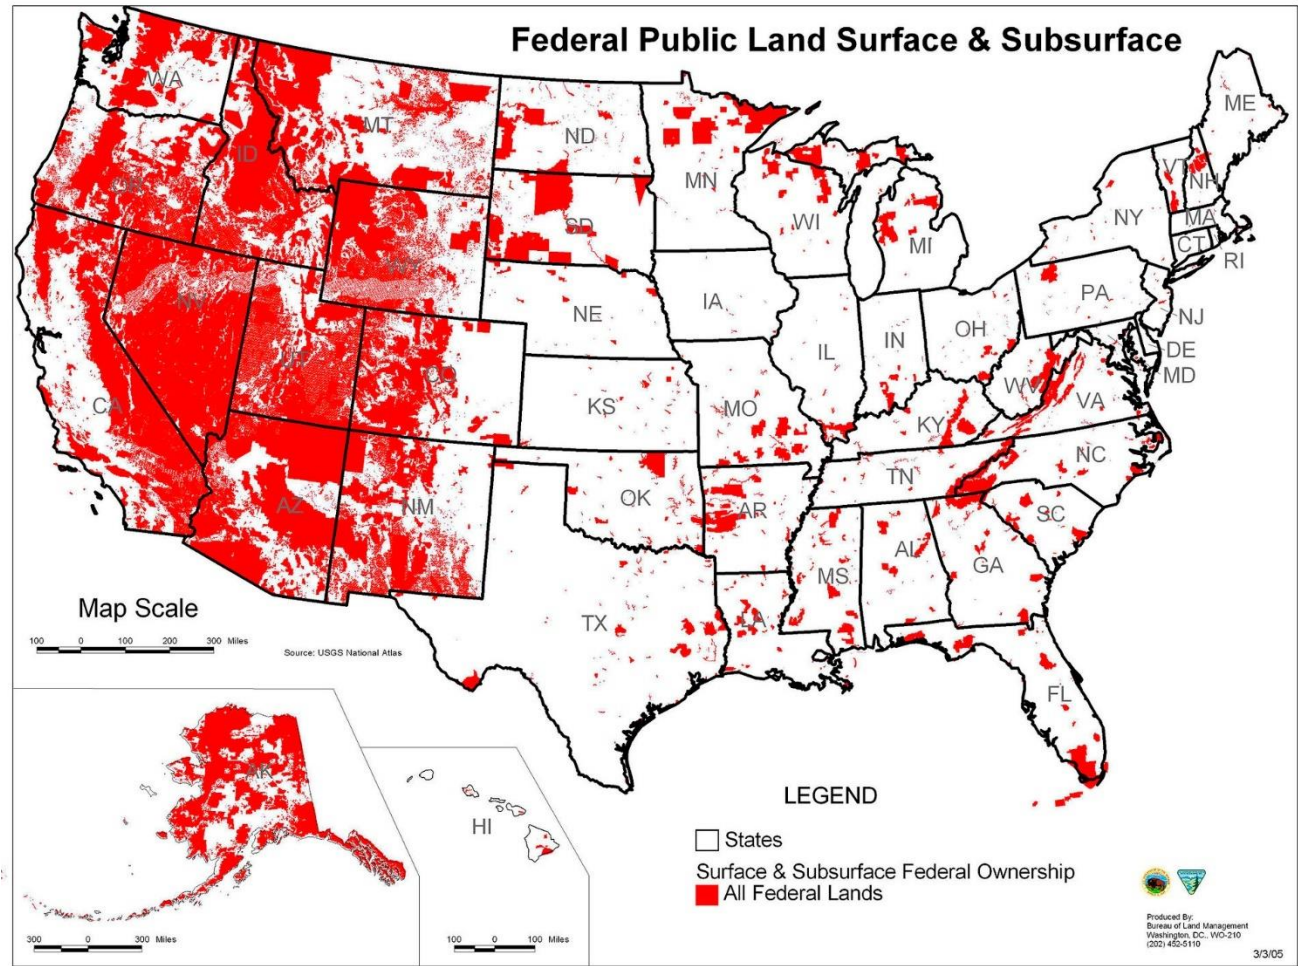 Federal Public Land Surface & Subsurface
WA
MT
ND
MN
ME
ID
OR
SD
WI
MI
VT
NH
NY
MA
CT
RI
WY
NV
NE
IA
PA
NJ
UT
CO
IL
IN
OH
DE
MD
CA
KS
MO
WV
VA
KY
AZ
NM
OK
AR
TN
NC
SC
MS
AL
GA
TX
LA
FL
Map Scale
100 0 100 200 300 Miles
Source: USGS National Atlas
AK
HI
300 0 300 Miles
100 0 100 Miles
LEGEND
States
Surface & Subsurface Federal Ownership
All Federal Lands
Produced By:
Bureau of Land Management
Washington, DC., WO-210
(202) 452-5110
3/3/05